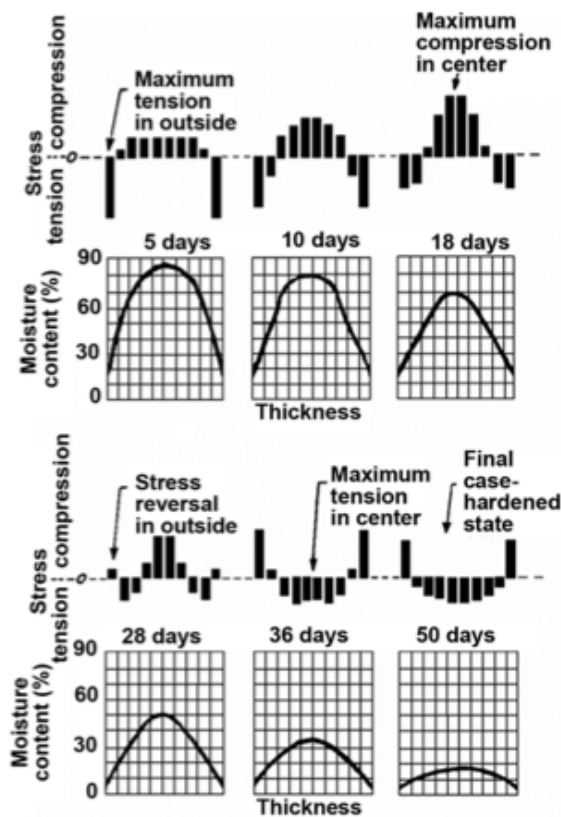 Maximum
compression
in center
Maximum
tension
in outside
Stress
tension compression
0
5 days
10 days
18 days
Moisture
content (%)
90
60
30
0
Thickness
Stress
reversal
in outside
Maximum
tension
in center
Final
case-
hardened
state
Stress
tension compression
0
28 days
36 days
50 days
Moisture
content (%)
90
60
30
0
Thickness